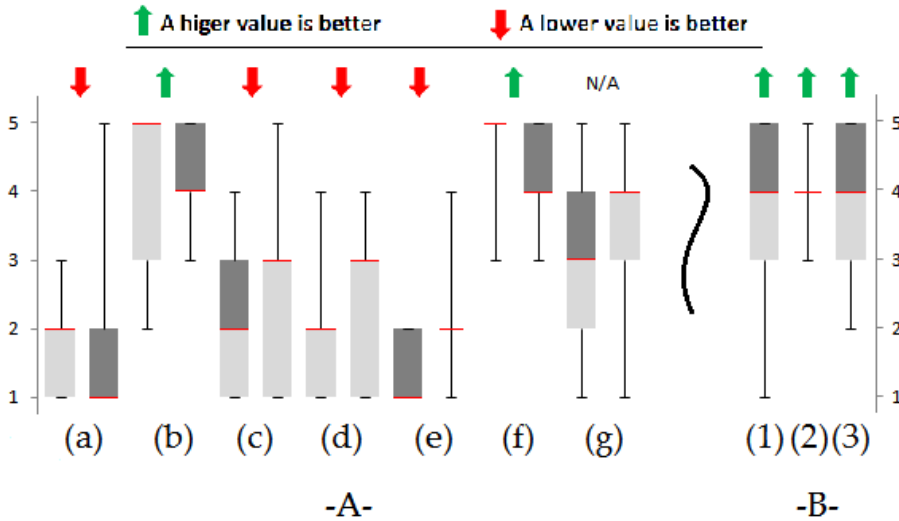 A higer value is better A lower value is better
N/A
5 5
4 4
3 3
2 2
1 1
(a) (b) (c) (d) (e) (f) (g) (1) (2) (3)
-A- -B-